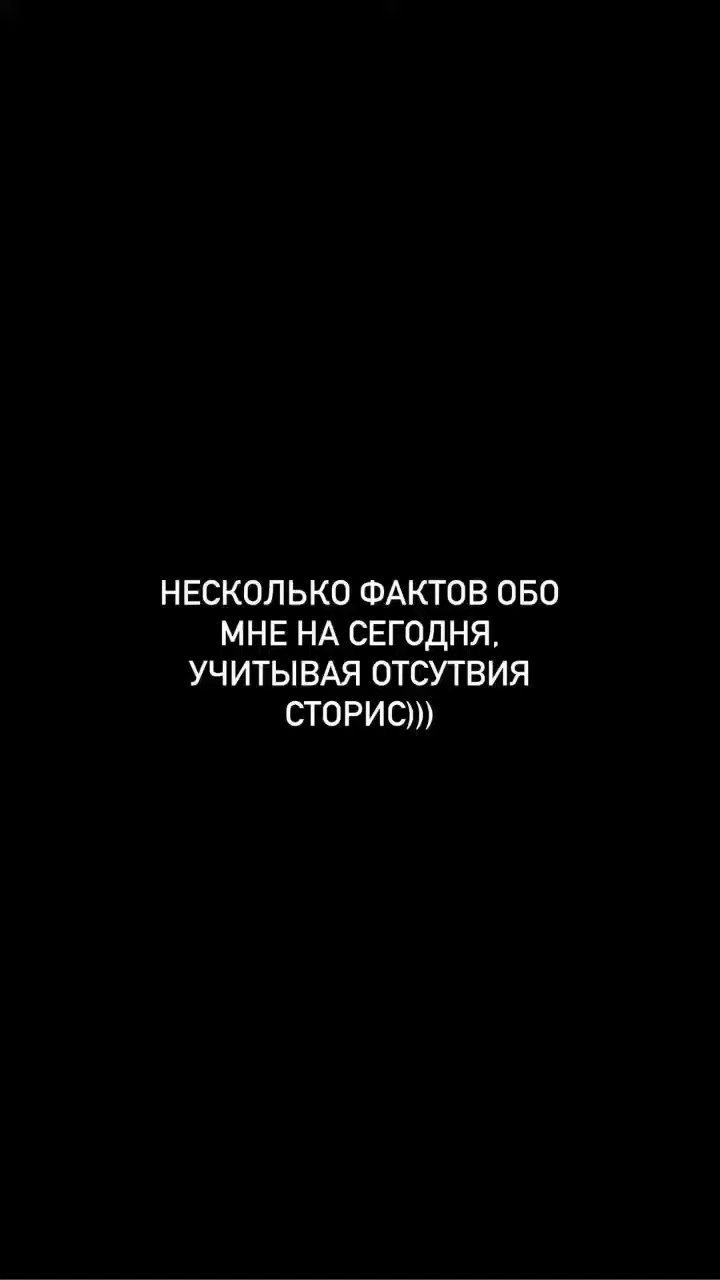 НЕСКОЛЬКО ФАКТОВ ОБО
МНЕ НА СЕГОДНЯ,
УЧИТЫВАЯ ОТСУТВИЯ
СТОРИС)))